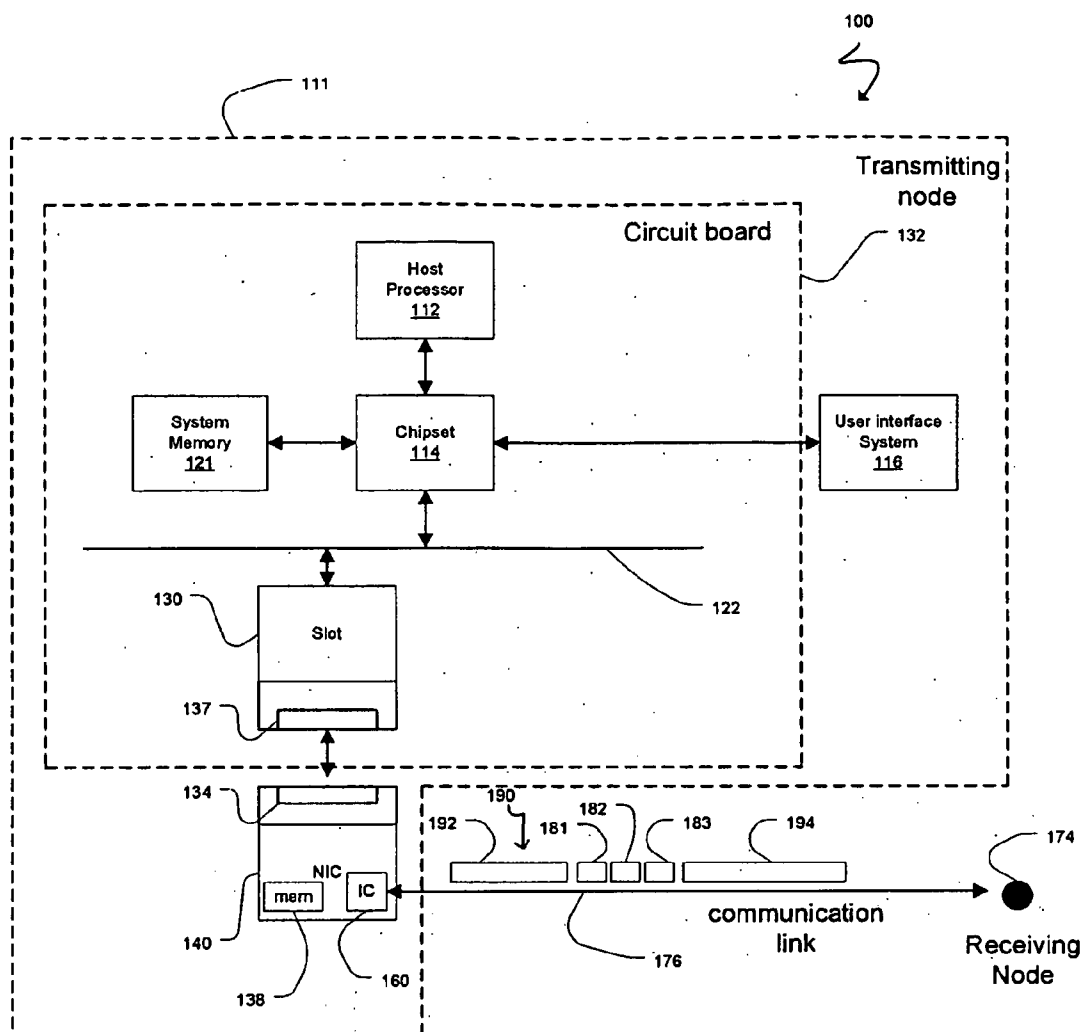 100
111
Transmitting
node
Circuit board
132
Host
Processor
112
System
Memory
121
Chipset
114
User interface
System
116
130
Slot
122
137
134
190
192
181
182
183
194
174
NIC
mem
IC
communication
link
140
138
160
176
Receiving
Node